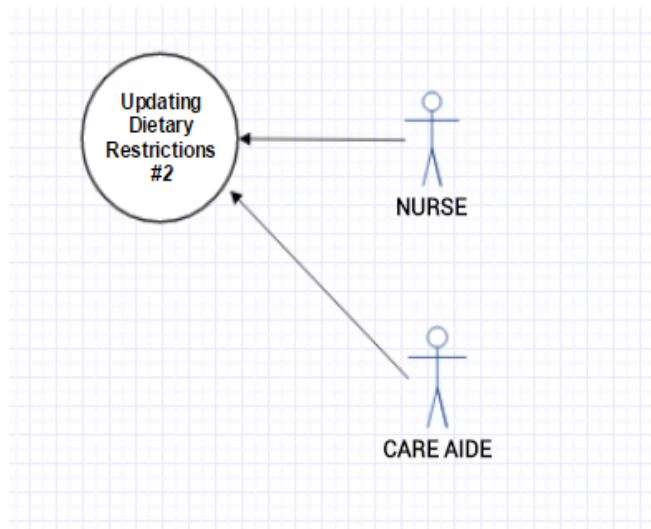 Updating
Dietary
Restrictions
#2
NURSE
CARE AIDE